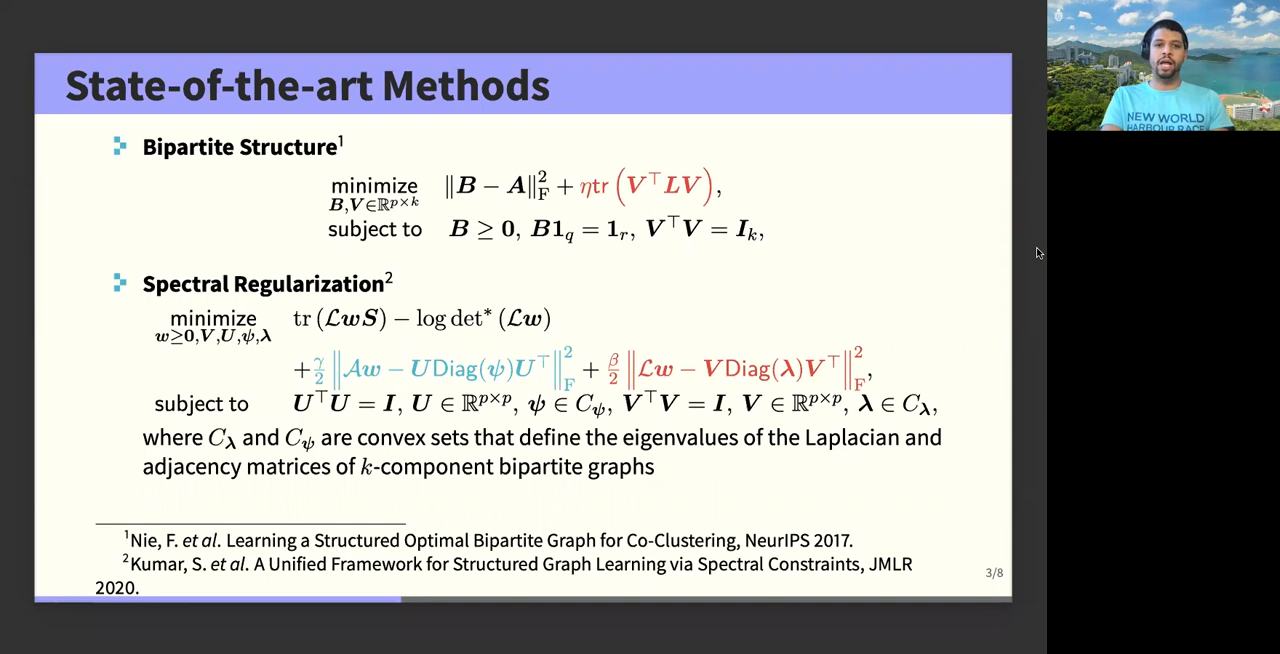 State-of-the-art Methods
Bipartite Structure¹
minimize ‖B − A‖²_F + ηtr (V⊤LV),
B,V∈ℝ^{p×k}
subject to B ≥ 0, B1_q = 1_r, V⊤V = I_k,
Spectral Regularization²
minimize tr (ℒwS) − log det* (ℒw)
w≥0,V,U,ψ,λ
+ γ/2 ‖𝒜w − UDiag(ψ)U⊤‖²_F + β/2 ‖ℒw − VDiag(λ)V⊤‖²_F,
subject to U⊤U = I, U ∈ ℝ^{p×p}, ψ ∈ C_ψ, V⊤V = I, V ∈ ℝ^{p×p}, λ ∈ C_λ,
where C_λ and C_ψ are convex sets that define the eigenvalues of the Laplacian and
adjacency matrices of k-component bipartite graphs
¹Nie, F. et al. Learning a Structured Optimal Bipartite Graph for Co-Clustering, NeurIPS 2017.
²Kumar, S. et al. A Unified Framework for Structured Graph Learning via Spectral Constraints, JMLR
2020.
3/8
NEW WORLD
HARBOUR RACE